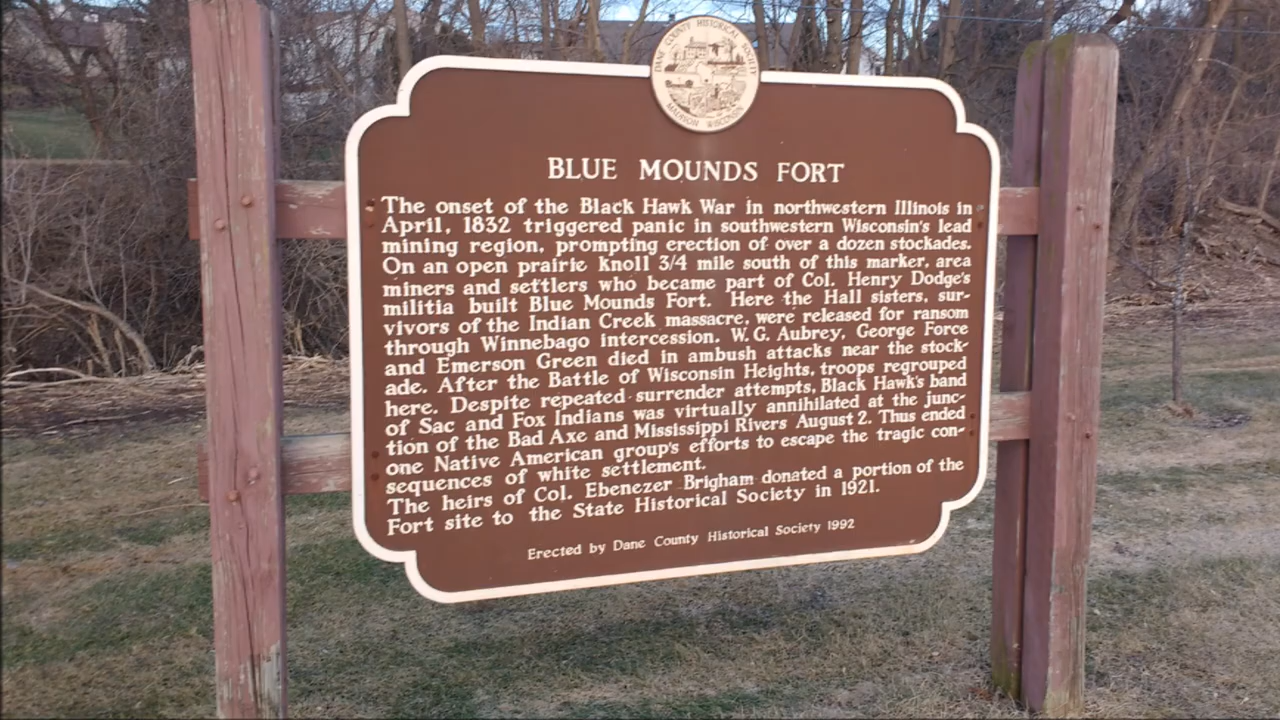 DANE COUNTY HISTORICAL SOCIETY
MADISON WISCONSIN
BLUE MOUNDS FORT
The onset of the Black Hawk War in northwestern Illinois in
April, 1832 triggered panic in southwestern Wisconsin's lead
mining region, prompting erection of over a dozen stockades.
On an open prairie knoll 3/4 mile south of this marker, area
miners and settlers who became part of Col. Henry Dodge's
militia built Blue Mounds Fort. Here the Hall sisters, sur-
vivors of the Indian Creek massacre, were released for ransom
through Winnebago intercession. W. G. Aubrey, George Force
and Emerson Green died in ambush attacks near the stock-
ade. After the Battle of Wisconsin Heights, troops regrouped
here. Despite repeated surrender attempts, Black Hawk's band
of Sac and Fox Indians was virtually annihilated at the junc-
tion of the Bad Axe and Mississippi Rivers August 2. Thus ended
one Native American group's efforts to escape the tragic con-
sequences of white settlement.
The heirs of Col. Ebenezer Brigham donated a portion of the
Fort site to the State Historical Society in 1921.
Erected by Dane County Historical Society 1992